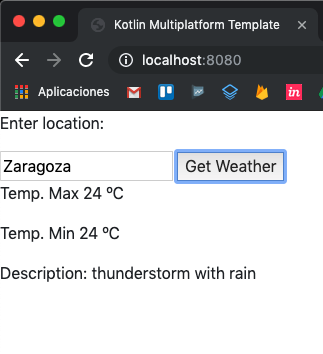 Kotlin Multiplatform Template
localhost:8080
Aplicaciones
in
Enter location:
Zaragoza Get Weather
Temp. Max 24 ºC
Temp. Min 24 ºC
Description: thunderstorm with rain